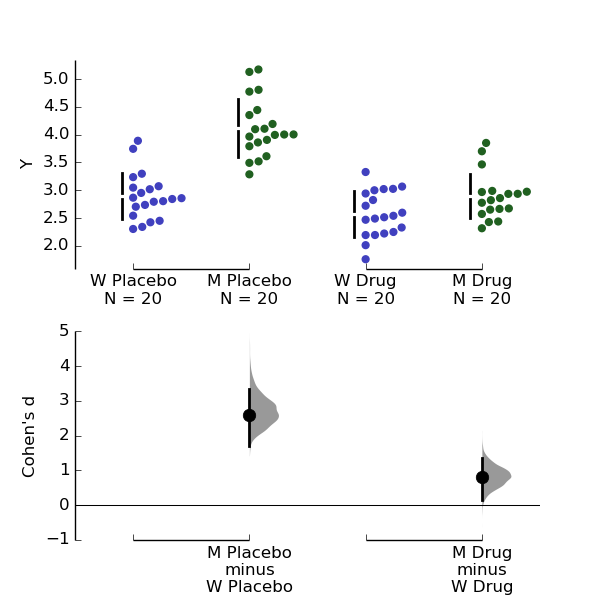 Y
5.0
4.5
4.0
3.5
3.0
2.5
2.0
W Placebo M Placebo W Drug M Drug
N = 20 N = 20 N = 20 N = 20
Cohen's d
5
4
3
2
1
0
−1
M Placebo M Drug
minus minus
W Placebo W Drug